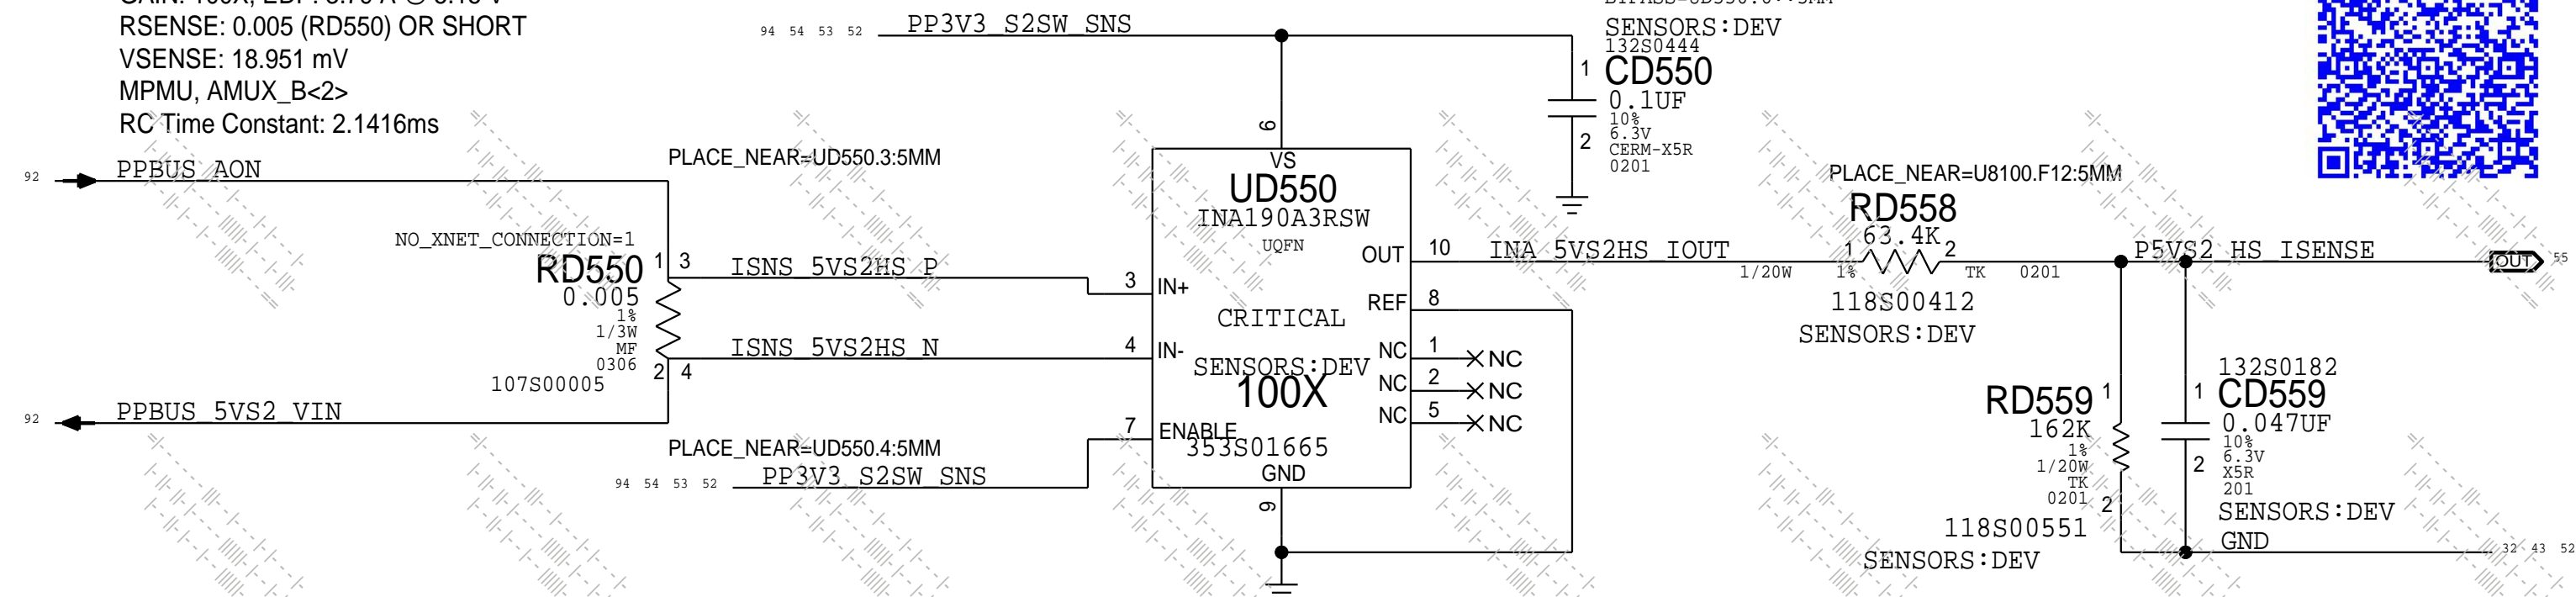 RSENSE: 0.005 (RD550) OR SHORT
VSENSE: 18.951 mV
MPMU, AMUX_B<2>
RC Time Constant: 2.1416ms
94 54 53 52 PP3V3_S2SW_SNS
SENSORS:DEV
132S0444
1 CD550
0.1UF
10%
2 6.3V
CERM-X5R
0201
92 PPBUS_AON
PLACE_NEAR=UD550.3:5MM
NO_XNET_CONNECTION=1
RD550 1 3 ISNS_5VS2HS_P
0.005
1%
1/3W
MF
0306
2 4 ISNS_5VS2HS_N
107S00005
92 PPBUS_5VS2_VIN
PLACE_NEAR=UD550.4:5MM
94 54 53 52 PP3V3_S2SW_SNS
6
VS
UD550
INA190A3RSW
UQFN
3 IN+
4 IN-
7 ENABLE
CRITICAL
SENSORS:DEV
100X
353S01665
GND
9
OUT 10 INA_5VS2HS_IOUT
REF 8
NC 1 NC
NC 2 NC
NC 5 NC
PLACE_NEAR=U8100.F12:5MM
RD558
63.4K
1 2
1/20W 1% TK 0201
118S00412
SENSORS:DEV
P5VS2_HS_ISENSE OUT 55
RD559 1
162K
1%
1/20W
TK
0201
2
118S00551
SENSORS:DEV
132S0182
1 CD559
0.047UF
10%
6.3V
2 X5R
201
SENSORS:DEV
GND 32 43 52